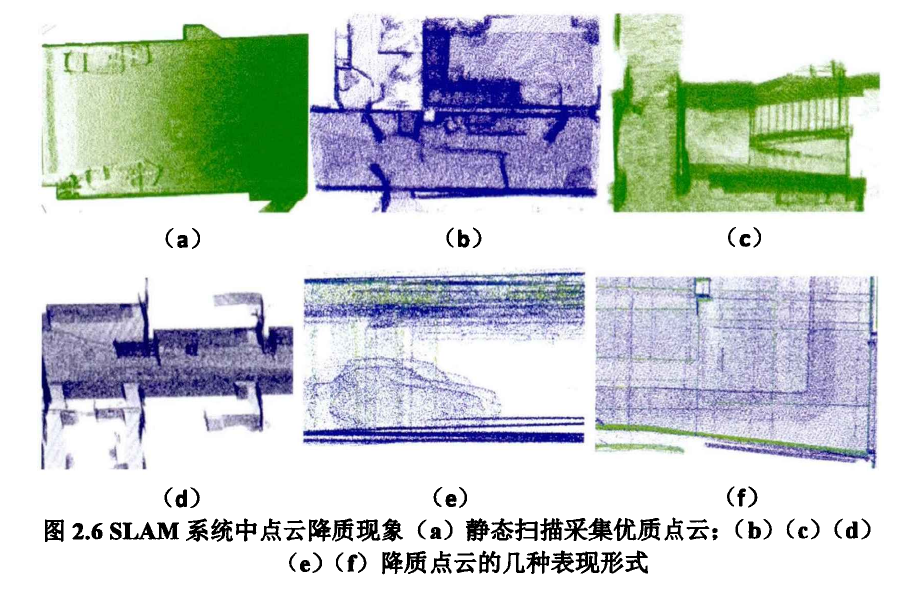 （a）
（b）
（c）
（d）
（e）
（f）
图 2.6 SLAM 系统中点云降质现象（a）静态扫描采集优质点云；（b）（c）（d）
（e）（f）降质点云的几种表现形式